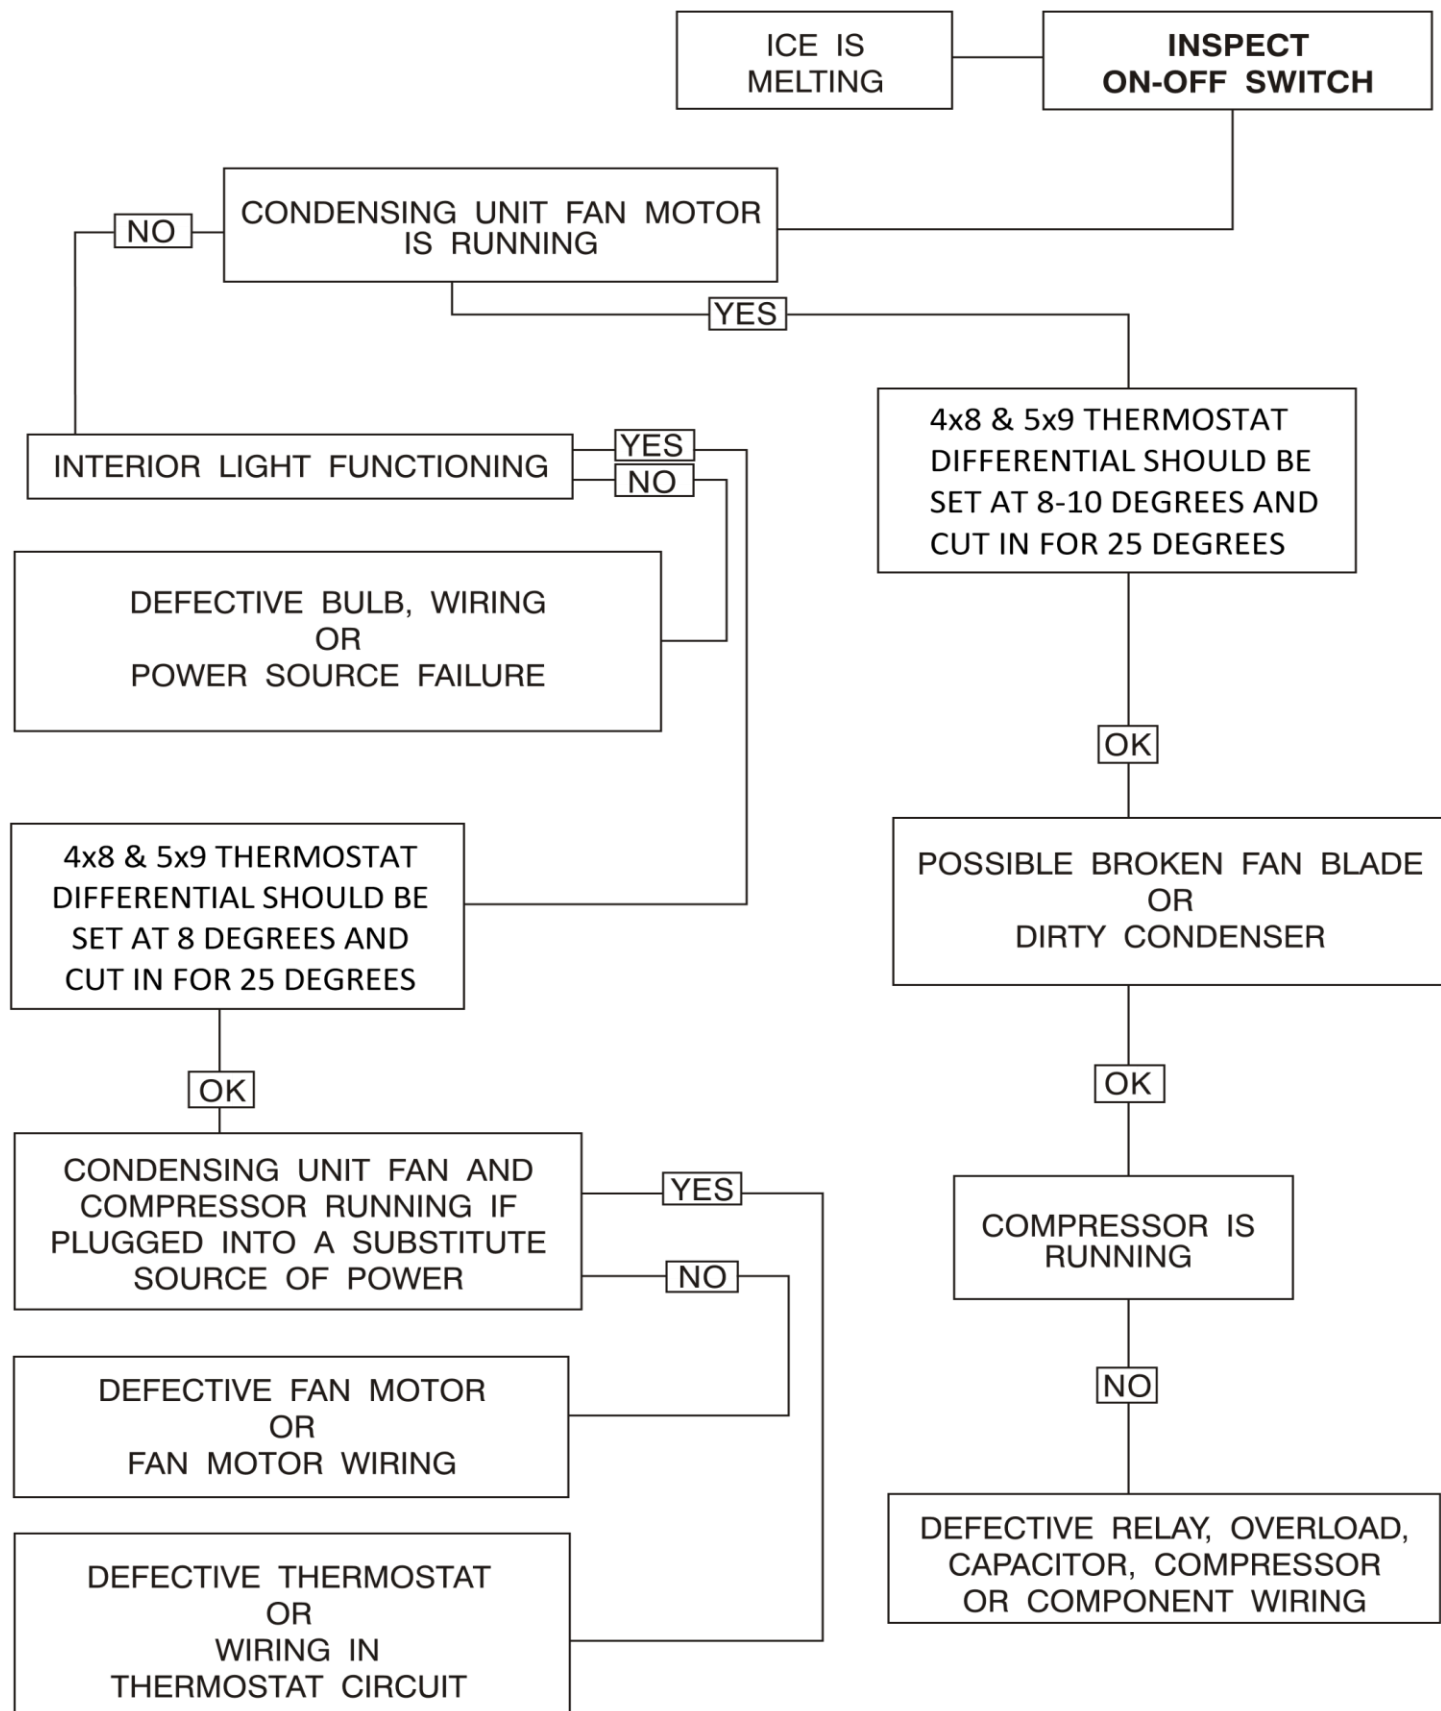 ICE IS
MELTING
INSPECT
ON-OFF SWITCH
CONDENSING UNIT FAN MOTOR
IS RUNNING
NO
YES
INTERIOR LIGHT FUNCTIONING
YES
NO
4x8 & 5x9 THERMOSTAT
DIFFERENTIAL SHOULD BE
SET AT 8-10 DEGREES AND
CUT IN FOR 25 DEGREES
DEFECTIVE BULB, WIRING
OR
POWER SOURCE FAILURE
OK
4x8 & 5x9 THERMOSTAT
DIFFERENTIAL SHOULD BE
SET AT 8 DEGREES AND
CUT IN FOR 25 DEGREES
POSSIBLE BROKEN FAN BLADE
OR
DIRTY CONDENSER
OK
OK
CONDENSING UNIT FAN AND
COMPRESSOR RUNNING IF
PLUGGED INTO A SUBSTITUTE
SOURCE OF POWER
YES
NO
COMPRESSOR IS
RUNNING
NO
DEFECTIVE FAN MOTOR
OR
FAN MOTOR WIRING
DEFECTIVE RELAY, OVERLOAD,
CAPACITOR, COMPRESSOR
OR COMPONENT WIRING
DEFECTIVE THERMOSTAT
OR
WIRING IN
THERMOSTAT CIRCUIT